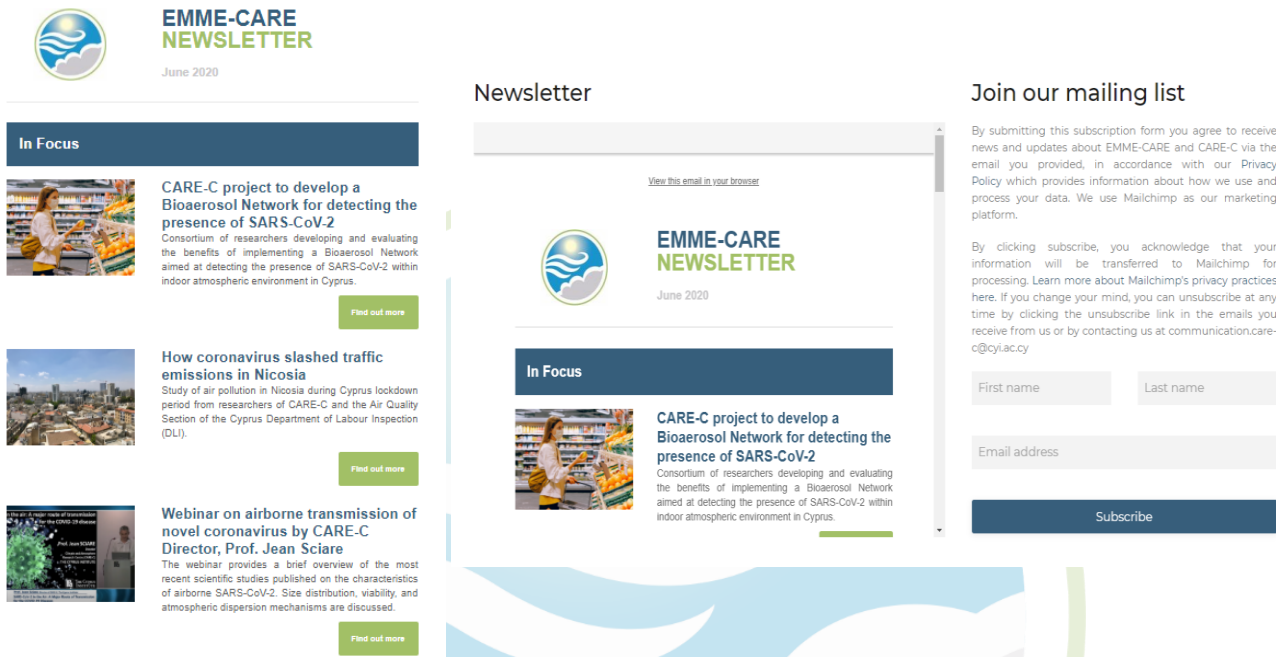 EMME-CARE
NEWSLETTER
June 2020
In Focus
CARE-C project to develop a
Bioaerosol Network for detecting the
presence of SARS-CoV-2
Consortium of researchers developing and evaluating
the benefits of implementing a Bioaerosol Network
aimed at detecting the presence of SARS-CoV-2 within
indoor atmospheric environment in Cyprus.
Find out more
How coronavirus slashed traffic
emissions in Nicosia
Study of air pollution in Nicosia during Cyprus lockdown
period from researchers of CARE-C and the Air Quality
Section of the Cyprus Department of Labour Inspection
(DLI).
Find out more
n the air: A major route of transmission
for the COVID-19 disease
Prof. Jean SCIARE
Webinar on airborne transmission of
novel coronavirus by CARE-C
Director, Prof. Jean Sciare
The webinar provides a brief overview of the most
recent scientific studies published on the characteristics
of airborne SARS-CoV-2. Size distribution, viability, and
atmospheric dispersion mechanisms are discussed.
Find out more
Newsletter
View this email in your browser
EMME-CARE
NEWSLETTER
June 2020
In Focus
CARE-C project to develop a
Bioaerosol Network for detecting the
presence of SARS-CoV-2
Consortium of researchers developing and evaluating
the benefits of implementing a Bioaerosol Network
aimed at detecting the presence of SARS-CoV-2 within
indoor atmospheric environment in Cyprus.
Join our mailing list
By submitting this subscription form you agree to receive
news and updates about EMME-CARE and CARE-C via the
email you provided, in accordance with our Privacy
Policy which provides information about how we use and
process your data. We use Mailchimp as our marketing
platform.
By clicking subscribe, you acknowledge that your
information will be transferred to Mailchimp for
processing. Learn more about Mailchimp's privacy practices
here. If you change your mind, you can unsubscribe at any
time by clicking the unsubscribe link in the emails you
receive from us or by contacting us at communication.care-
c@cyi.ac.cy
First name
Last name
Email address
Subscribe